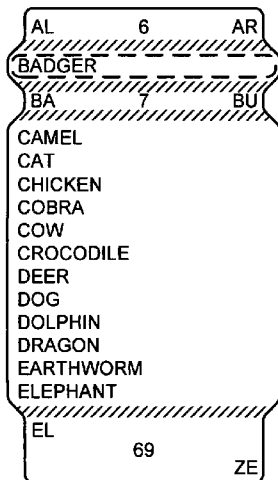 AL 6 AR
BADGER
BA 7 BU
CAMEL
CAT
CHICKEN
COBRA
COW
CROCODILE
DEER
DOG
DOLPHIN
DRAGON
EARTHWORM
ELEPHANT
EL
69
ZE